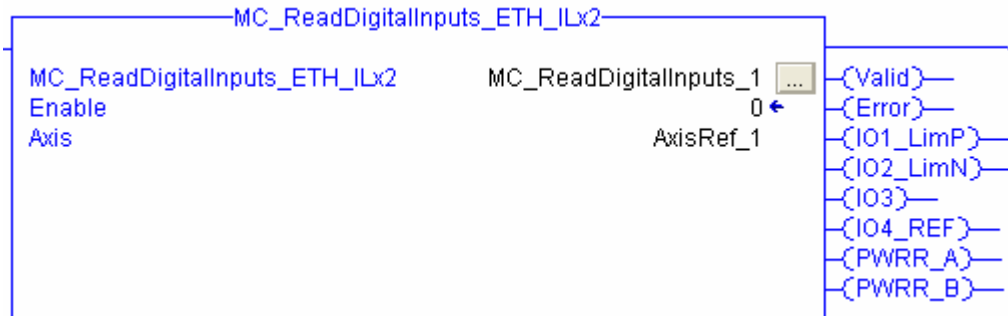 MC_ReadDigitalInputs_ETH_ILx2
MC_ReadDigitalInputs_ETH_ILx2 MC_ReadDigitalInputs_1 ... (Valid)
Enable 0 (Error)
Axis AxisRef_1 (IO1_LimP)
(IO2_LimN)
(IO3)
(IO4_REF)
(PWRR_A)
(PWRR_B)